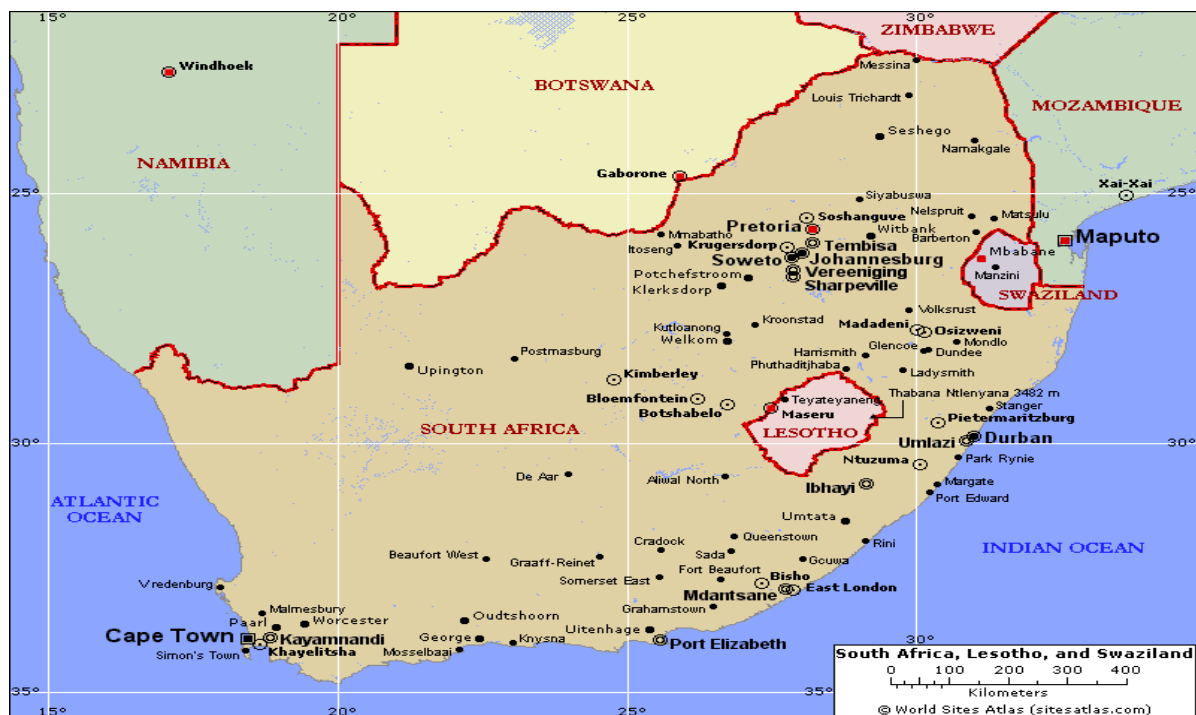 15°
20°
25°
30°
ZIMBABWE
Messina
Windhoek
BOTSWANA
Louis Trichardt
MOZAMBIQUE
Seshego
Namakgale
NAMIBIA
Gaborone
Xai-Xai
25°
25°
Siyabuswa
Soshanguve
Nelspruit
Matsulu
Pretoria
Mmabatho
Witbank
Barberton
Maputo
Itoseng
Krugersdorp
Tembisa
Soweto
Johannesburg
Mbabane
Potchefstroom
Vereeniging
Manzini
Klerksdorp
Sharpeville
SWAZILAND
Volksrust
Kutloanong
Kroonstad
Madadeni
Osizweni
Welkom
Glencoe
Mondlo
Postmasburg
Harrismith
Dundee
Upington
Phuthaditjhaba
Ladysmith
Kimberley
Thabana Ntlenyana 3482 m
Bloemfontein
Teyateyaneng
Stanger
Botshabelo
Maseru
Pietermaritzburg
SOUTH AFRICA
LESOTHO
Umlazi
Durban
30°
30°
Ntuzuma
Park Rynie
De Aar
Aliwal North
Ibhayi
Margate
Port Edward
ATLANTIC
OCEAN
Umtata
Queenstown
Rini
INDIAN OCEAN
Cradock
Beaufort West
Graaff-Reinet
Sada
Gcuwa
Fort Beaufort
Somerset East
Bisho
Vredenburg
Mdantsane
East London
Malmesbury
Grahamstown
Paarl
Worcester
Oudtshoorn
Uitenhage
Cape Town
Kayamnandi
George
Knysna
Port Elizabeth
30°
Khayelitsha
Simon's Town
Mosselbaai
South Africa, Lesotho, and Swaziland
0 100 200 300 400
Kilometers
© World Sites Atlas (sitesatlas.com)
35°
15°
20°
25°